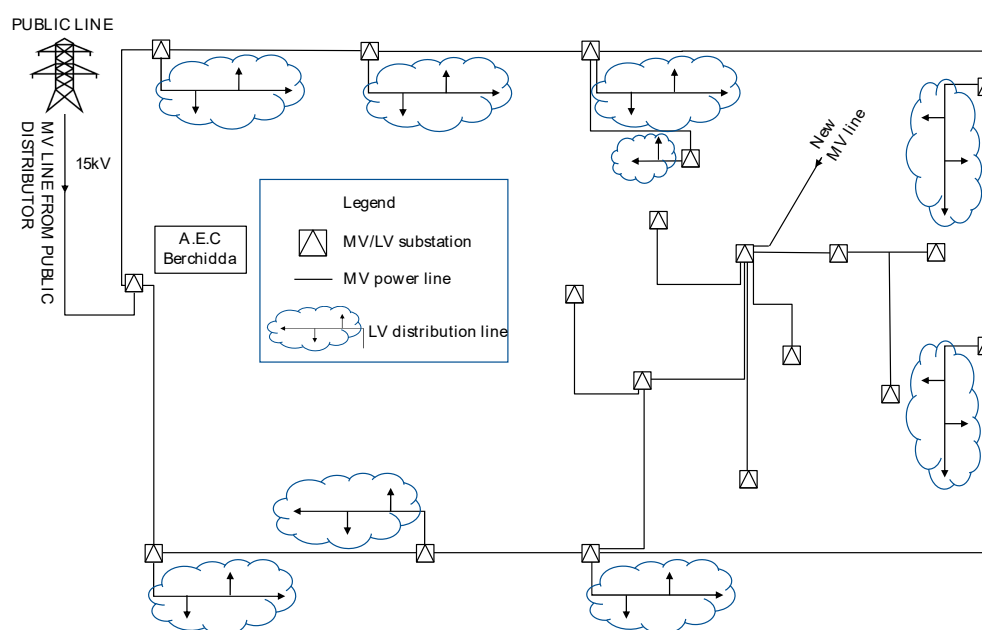 PUBLIC LINE
MV LINE FROM PUBLIC
DISTRIBUTOR
15kV
A.E.C
Berchidda
Legend
MV/LV substation
MV power line
LV distribution line
New
MV line